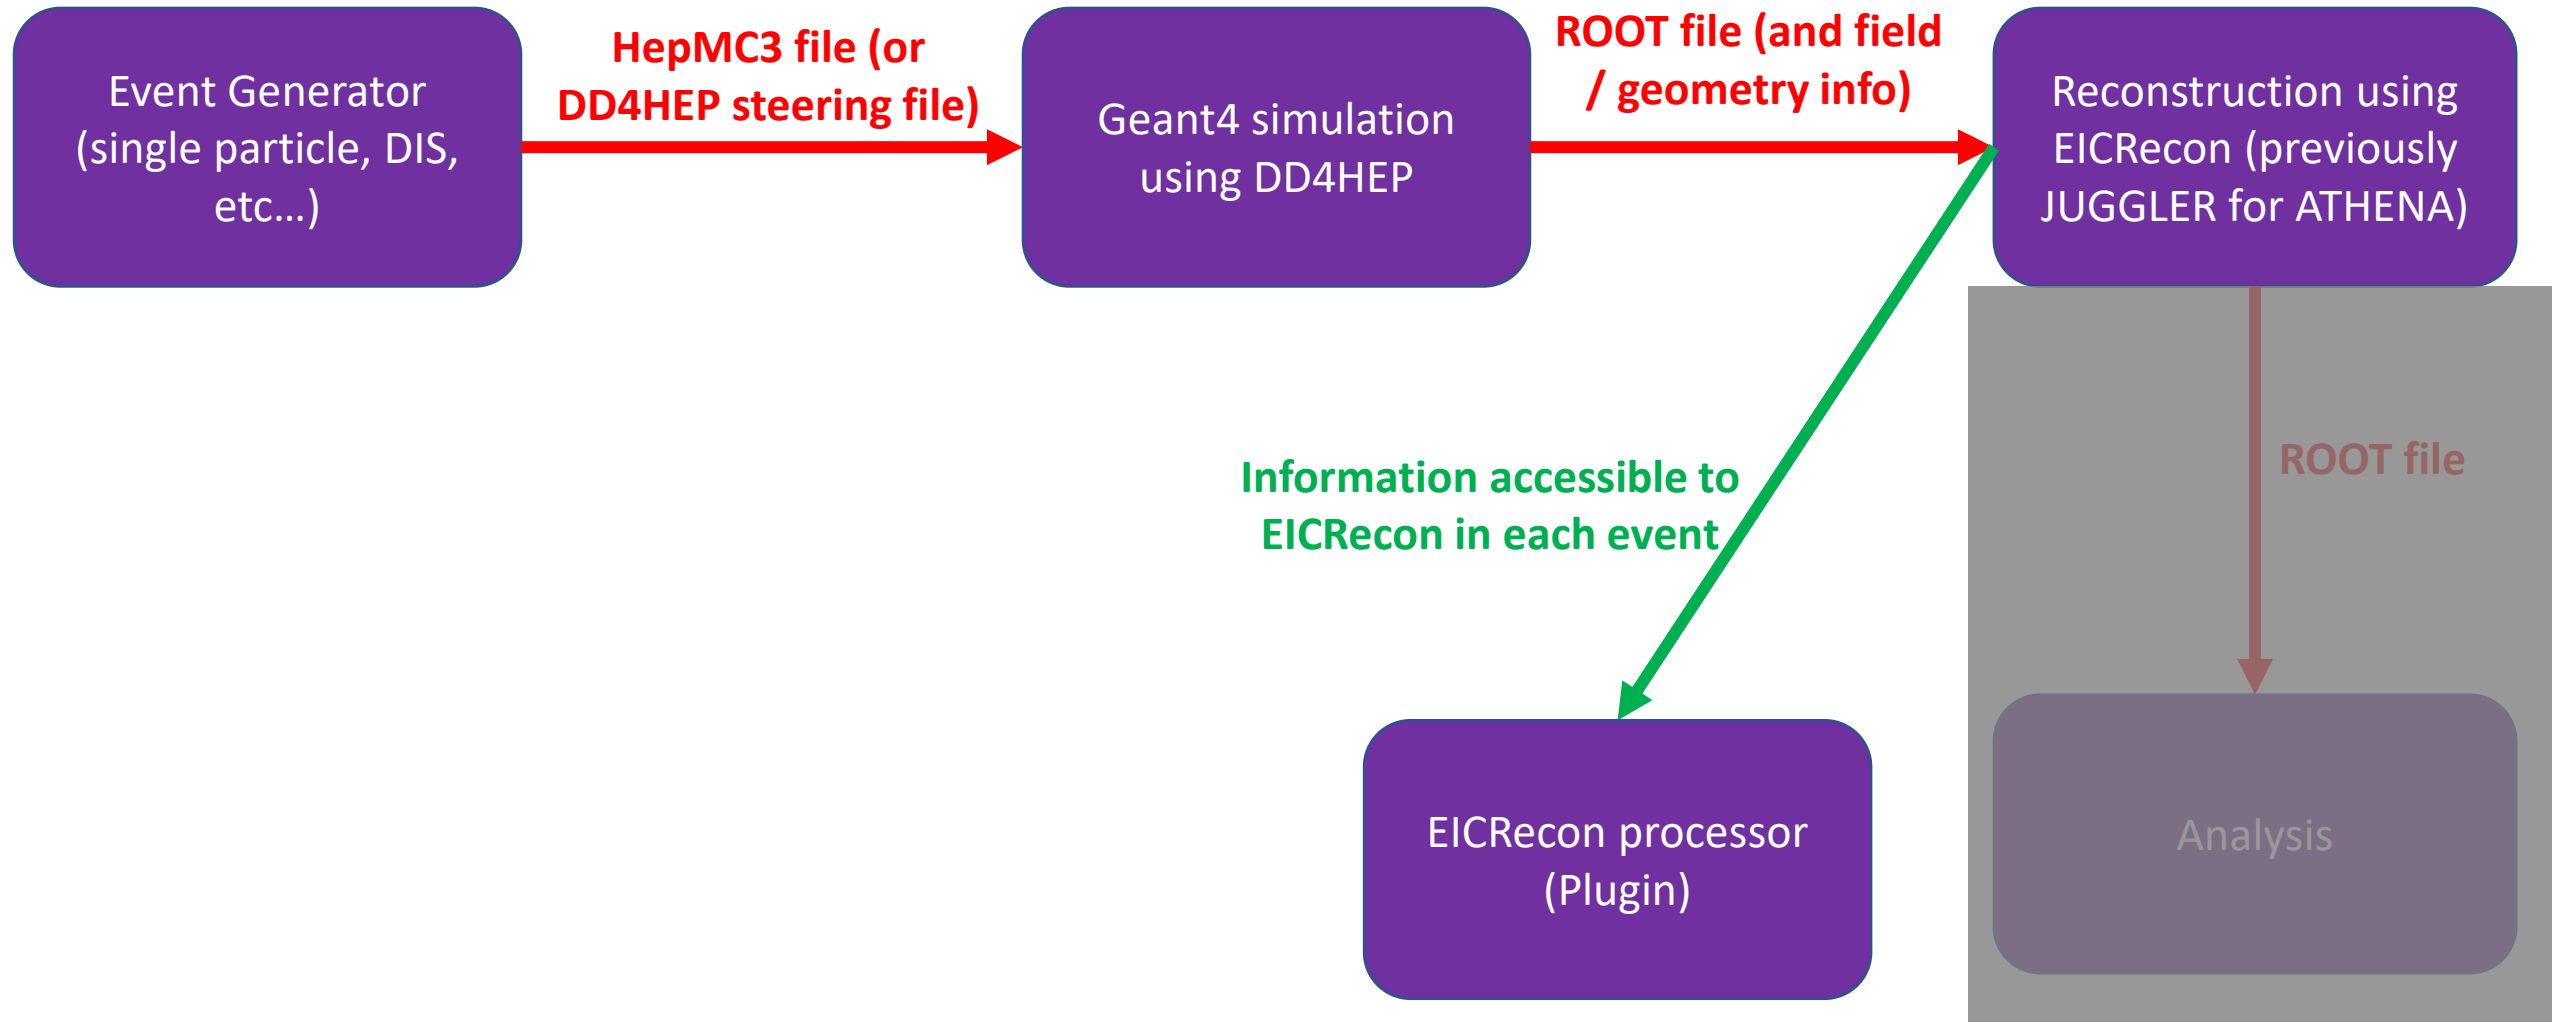 Event Generator
(single particle, DIS,
etc…)
HepMC3 file (or
DD4HEP steering file)
Geant4 simulation
using DD4HEP
ROOT file (and field
/ geometry info)
Reconstruction using
EICRecon (previously
JUGGLER for ATHENA)
Information accessible to
EICRecon in each event
ROOT file
EICRecon processor
(Plugin)
Analysis